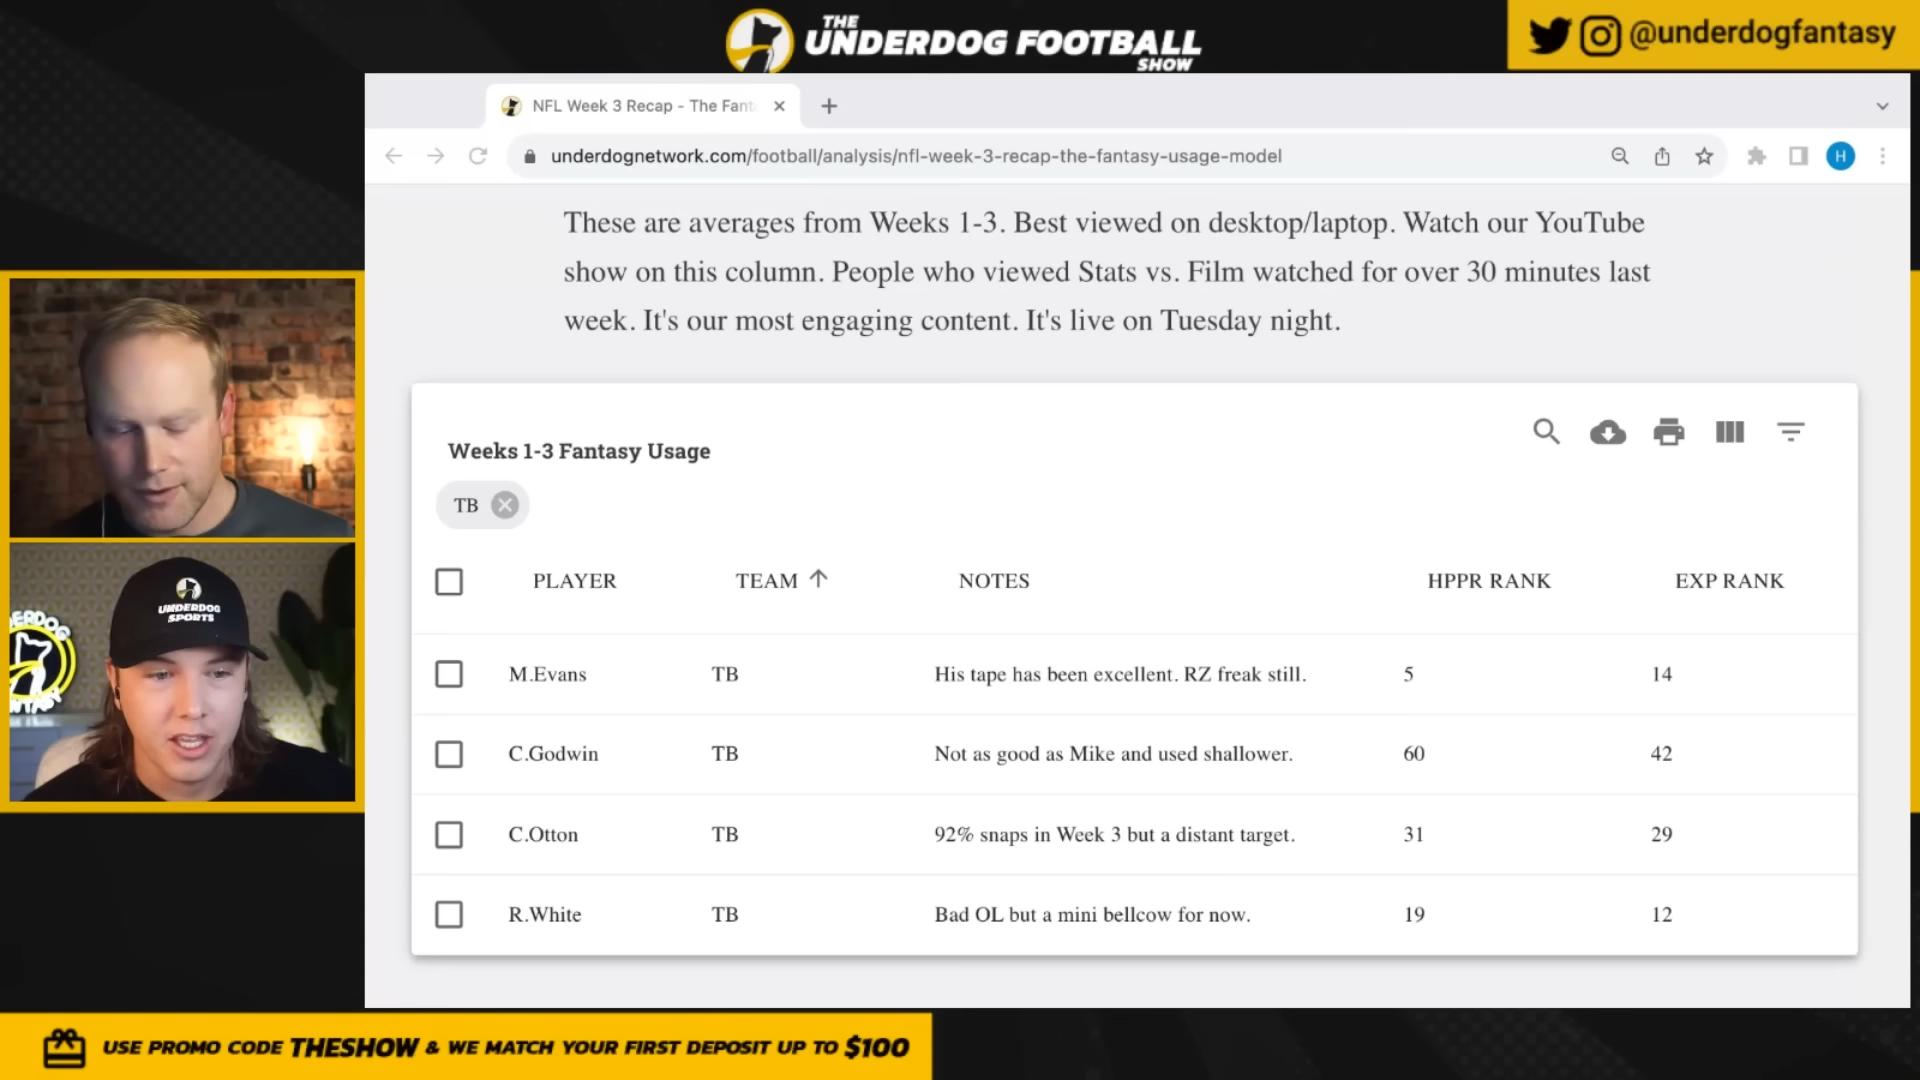 THE
UNDERDOG FOOTBALL
SHOW
@underdogfantasy
NFL Week 3 Recap - The Fant
underdognetwork.com/football/analysis/nfl-week-3-recap-the-fantasy-usage-model
H
These are averages from Weeks 1-3. Best viewed on desktop/laptop. Watch our YouTube
show on this column. People who viewed Stats vs. Film watched for over 30 minutes last
week. It's our most engaging content. It's live on Tuesday night.
Weeks 1-3 Fantasy Usage
TB
PLAYER TEAM NOTES HPPR RANK EXP RANK
M.Evans TB His tape has been excellent. RZ freak still. 5 14
C.Godwin TB Not as good as Mike and used shallower. 60 42
C.Otton TB 92% snaps in Week 3 but a distant target. 31 29
R.White TB Bad OL but a mini bellcow for now. 19 12
UNDERDOG
SPORTS
USE PROMO CODE THESHOW & WE MATCH YOUR FIRST DEPOSIT UP TO $100